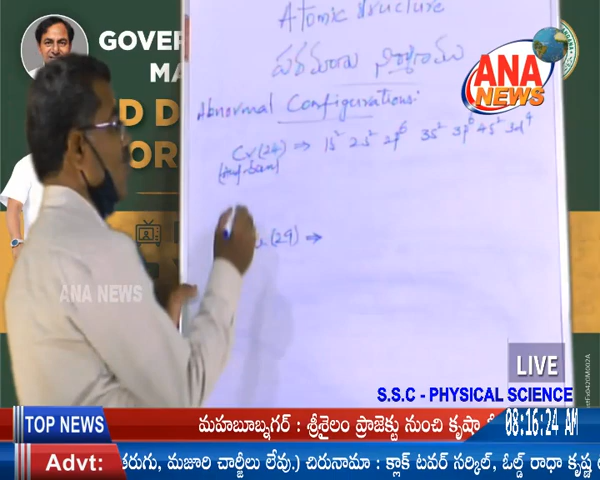 Atomic structure
పరమాణు నిర్మాణము
Abnormal Configurations:
Cr(24) ⇒ 1s² 2s² 2p⁶ 3s² 3p⁶ 4s² 3d⁴
(29) ⇒
GOVER
MA
D D
OR
ANA
NEWS
ANA NEWS
LIVE
S.S.C - PHYSICAL SCIENCE
TOP NEWS
మహబూబ్నగర్ : శ్రీశైలం ప్రాజెక్టు నుంచి కృష్ణా
08:16:24 AM
Advt:
తరుగు, మజూరి చార్జీలు లేవు.) చిరునామా : క్లాక్ టవర్ సర్కిల్, ఓల్డ్ రాధా కృష్ణ